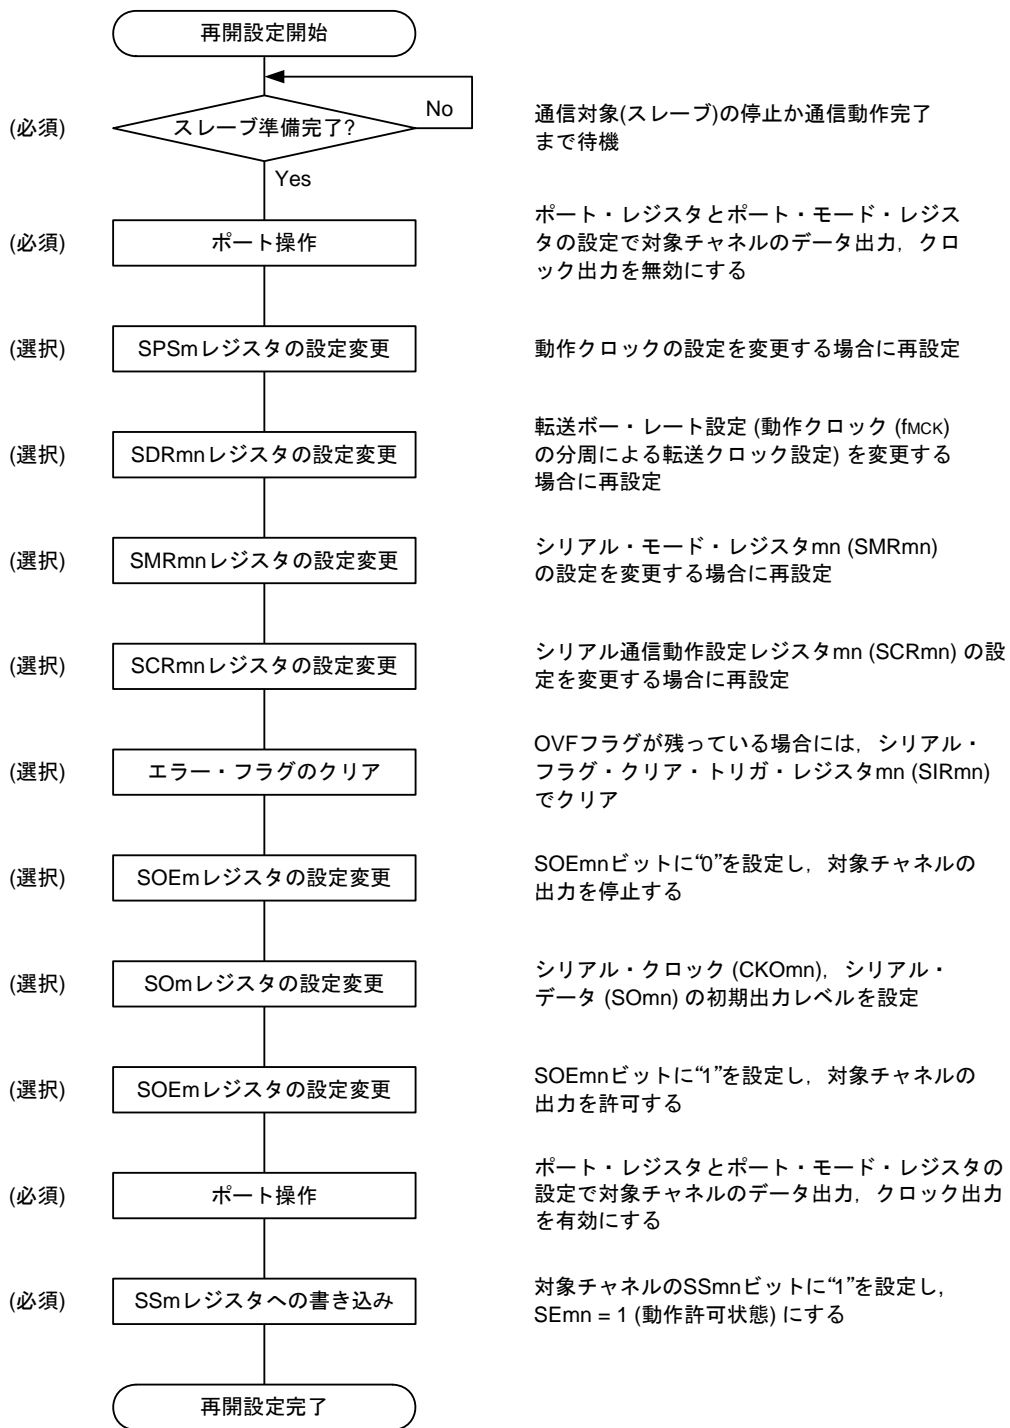 再開設定開始
No
(必須)
スレーブ準備完了?
通信対象(スレーブ)の停止か通信動作完了
まで待機
Yes
(必須)
ポート操作
ポート・レジスタとポート・モード・レジス
タの設定で対象チャネルのデータ出力,クロ
ック出力を無効にする
(選択)
SPSmレジスタの設定変更
動作クロックの設定を変更する場合に再設定
(選択)
SDRmnレジスタの設定変更
転送ボー・レート設定 (動作クロック (fMCK)
の分周による転送クロック設定) を変更する
場合に再設定
(選択)
SMRmnレジスタの設定変更
シリアル・モード・レジスタmn (SMRmn)
の設定を変更する場合に再設定
(選択)
SCRmnレジスタの設定変更
シリアル通信動作設定レジスタmn (SCRmn) の設
定を変更する場合に再設定
(選択)
エラー・フラグのクリア
OVFフラグが残っている場合には,シリアル・
フラグ・クリア・トリガ・レジスタmn (SIRmn)
でクリア
(選択)
SOEmレジスタの設定変更
SOEmnビットに“0”を設定し,対象チャネルの
出力を停止する
(選択)
SOmレジスタの設定変更
シリアル・クロック (CKOmn),シリアル・
データ (SOmn) の初期出力レベルを設定
(選択)
SOEmレジスタの設定変更
SOEmnビットに“1”を設定し,対象チャネルの
出力を許可する
(必須)
ポート操作
ポート・レジスタとポート・モード・レジスタの
設定で対象チャネルのデータ出力,クロック出力
を有効にする
(必須)
SSmレジスタへの書き込み
対象チャネルのSSmnビットに“1”を設定し,
SEmn = 1 (動作許可状態) にする
再開設定完了